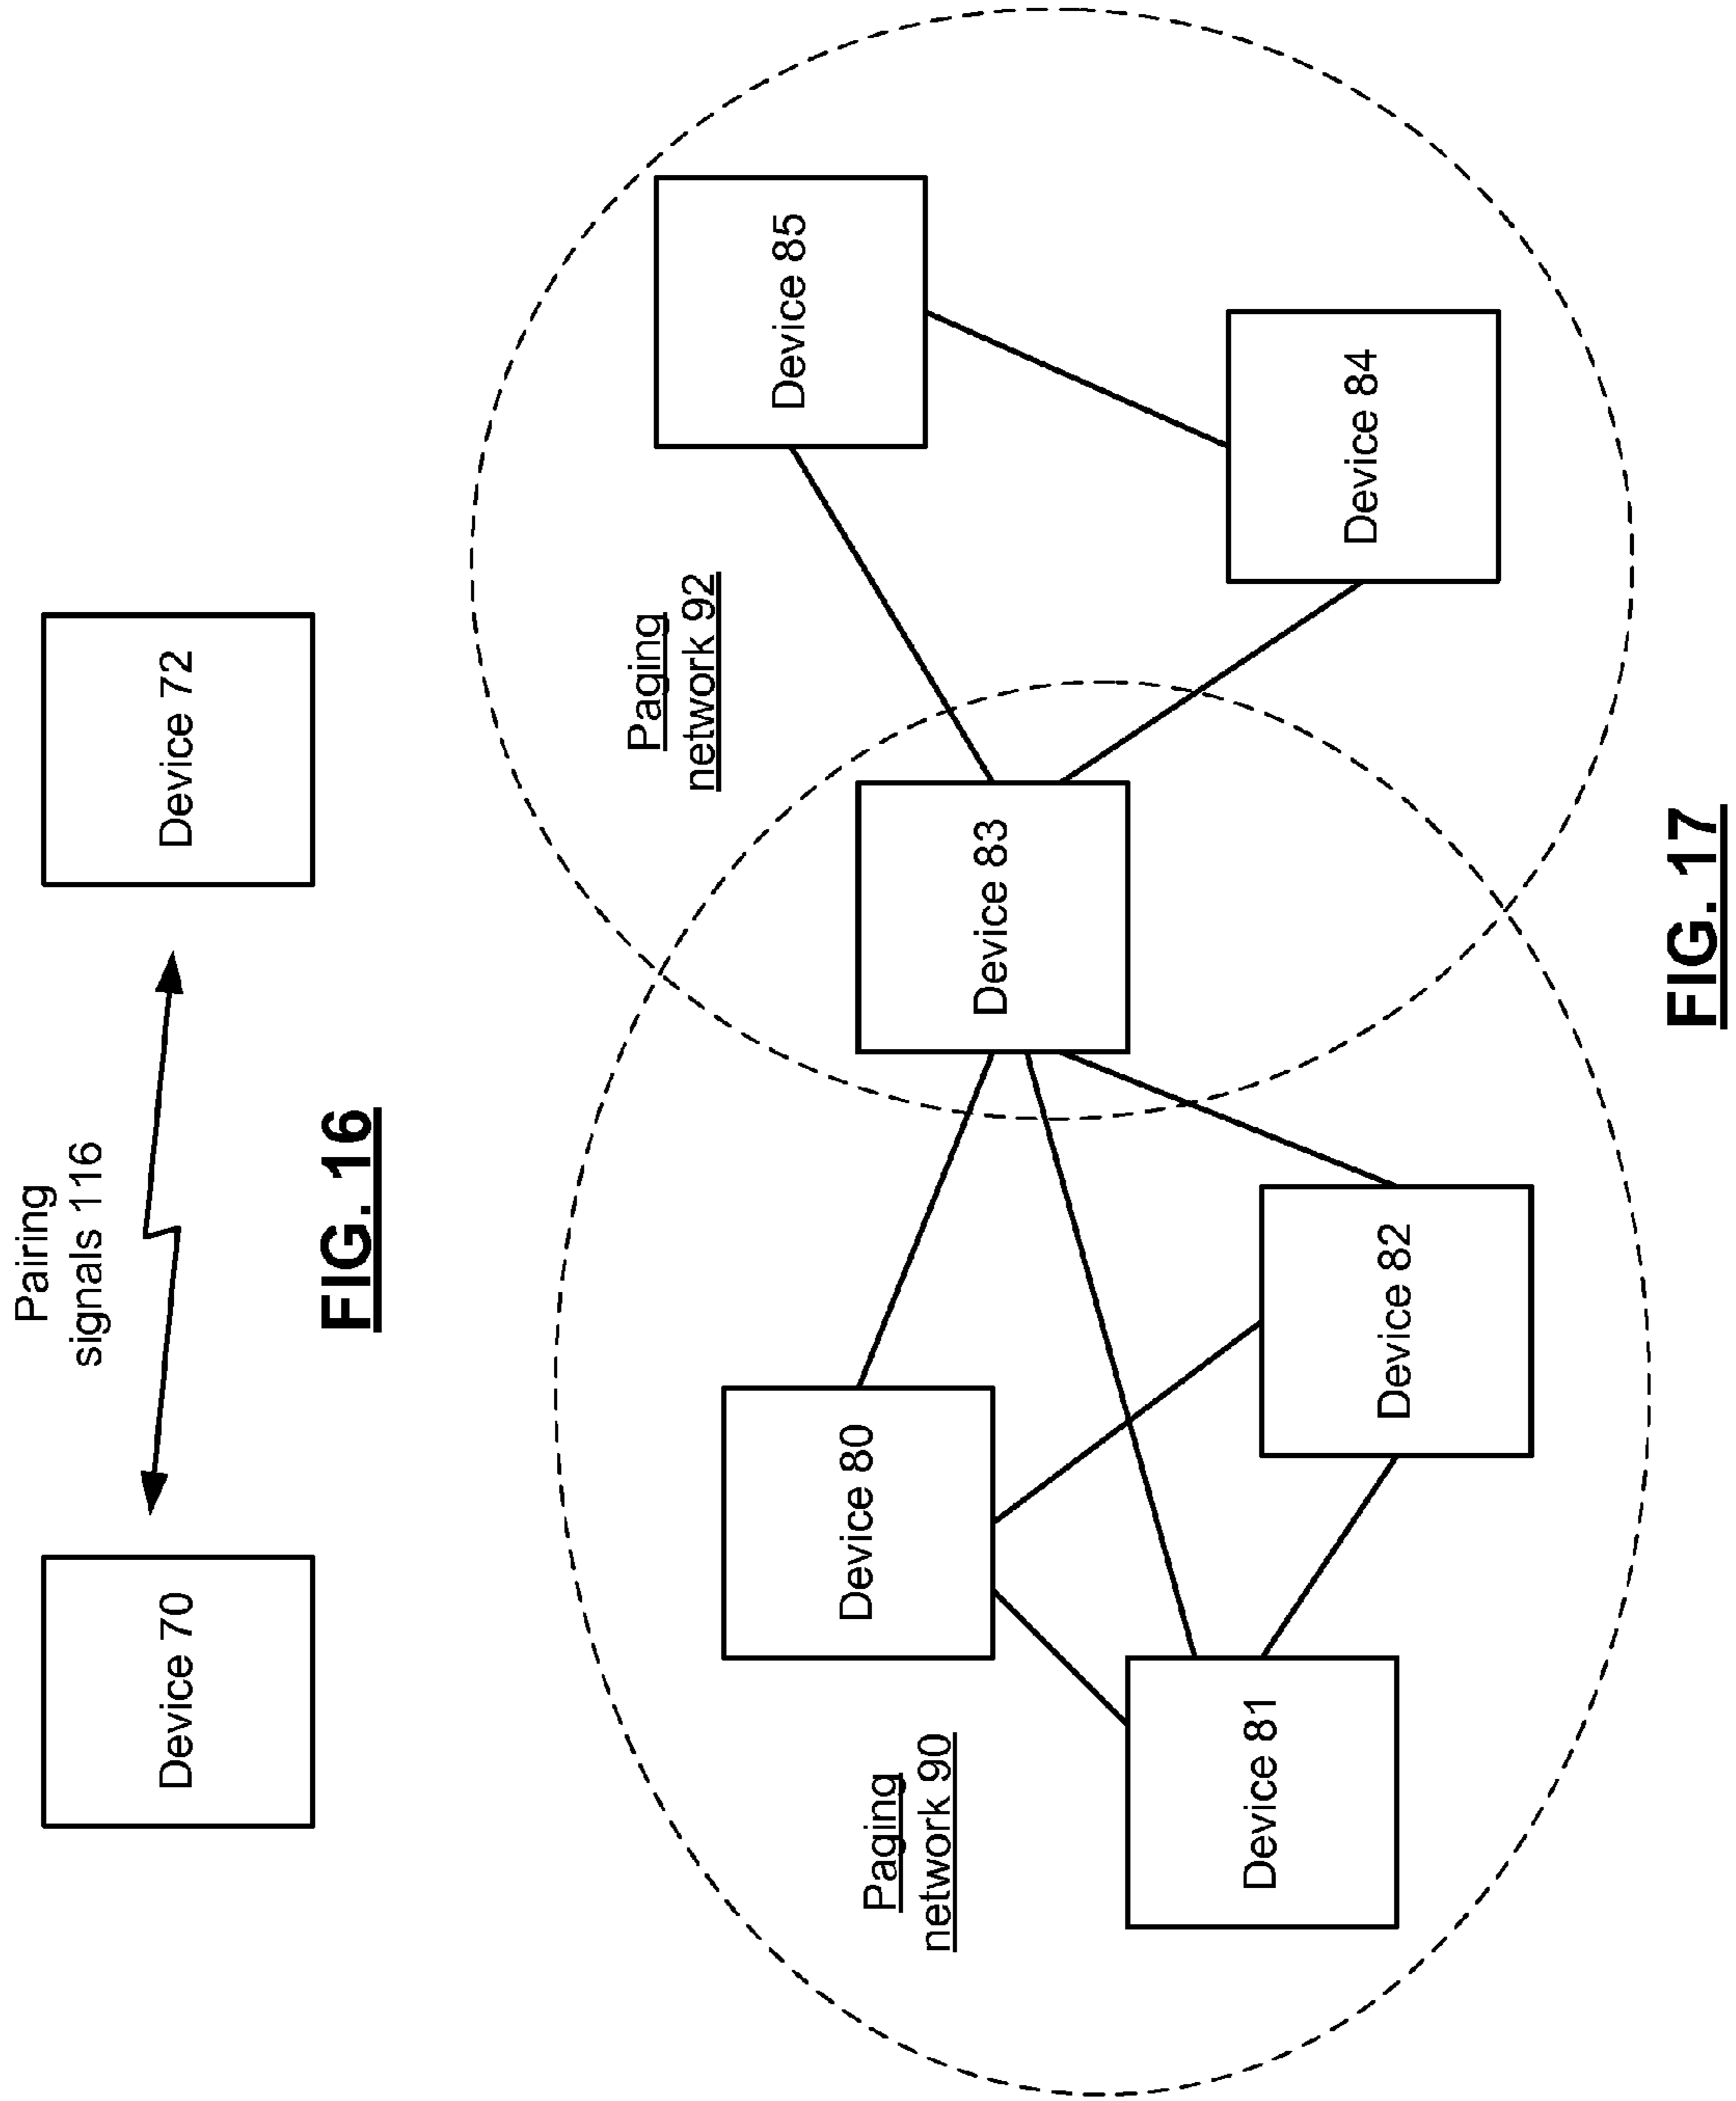 Pairing
signals 116
Device 70
Device 72
FIG. 16
Paging
network 92
Device 85
Paging
network 90
Device 80
Device 83
Device 84
Device 81
Device 82
FIG. 17